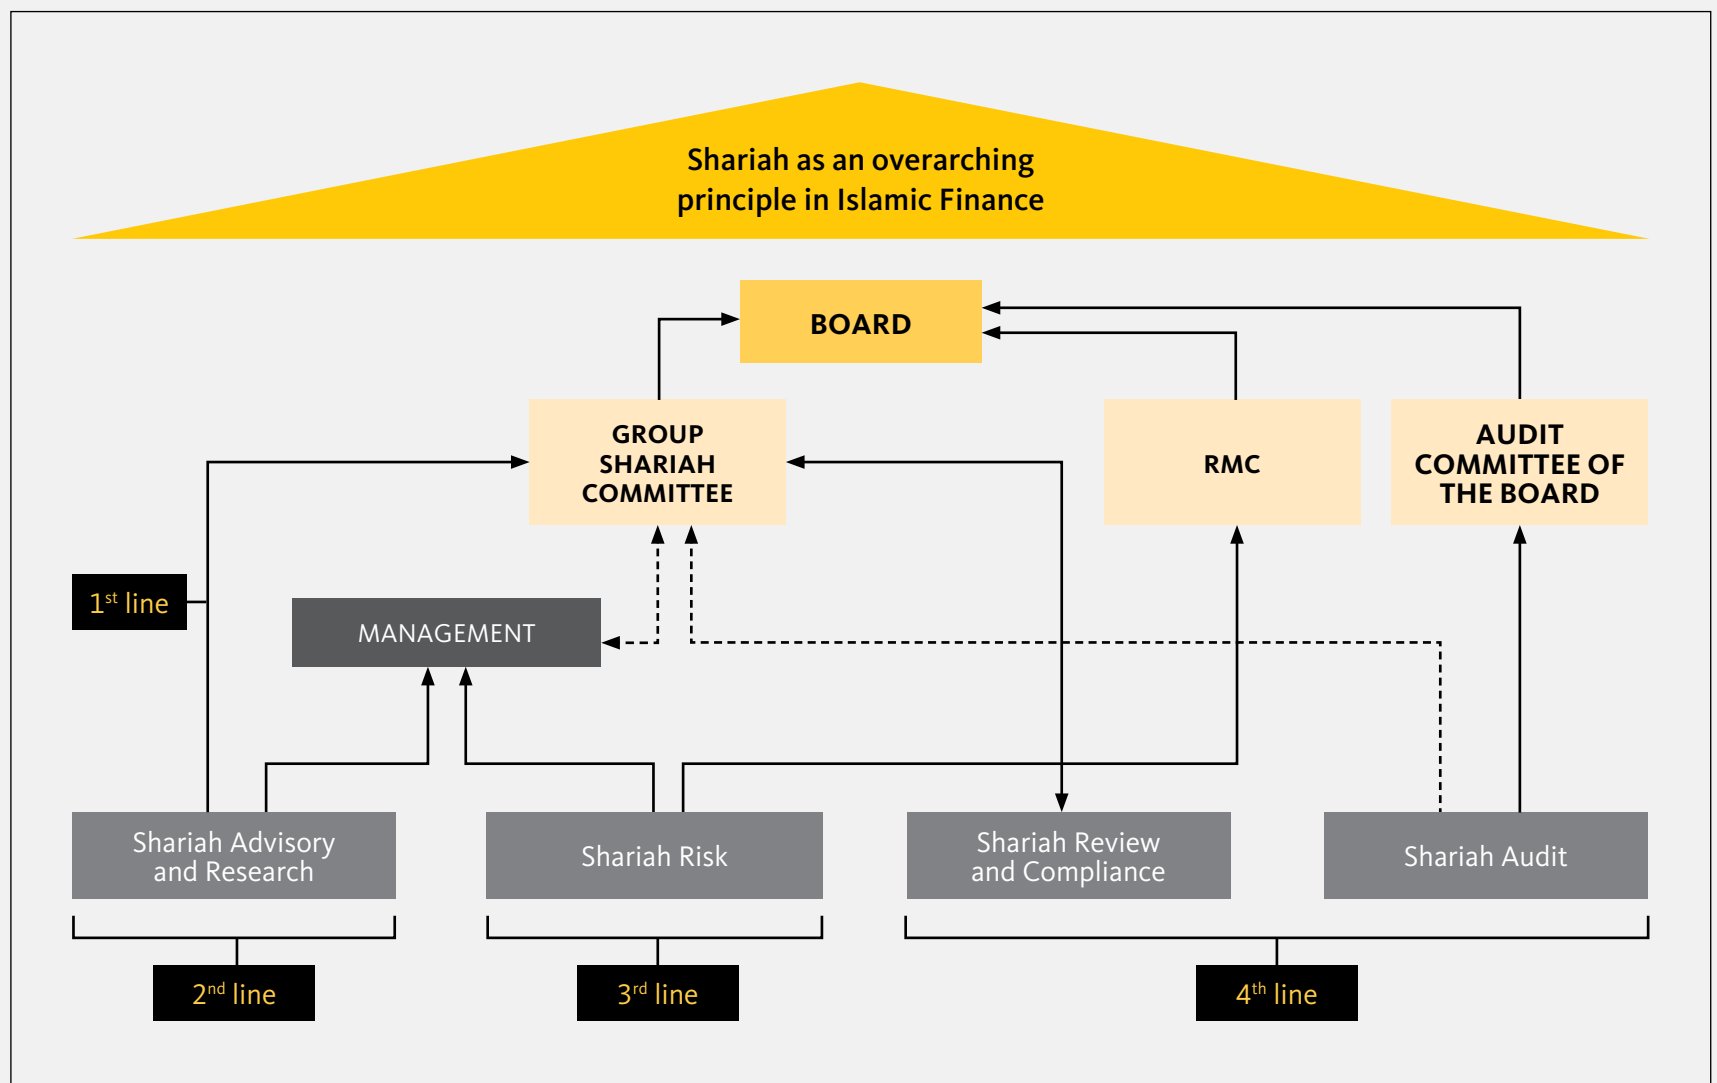 Shariah as an overarching
principle in Islamic Finance
BOARD
GROUP
SHARIAH
COMMITTEE
RMC
AUDIT
COMMITTEE OF
THE BOARD
1st line
MANAGEMENT
Shariah Advisory
and Research
Shariah Risk
Shariah Review
and Compliance
Shariah Audit
2nd line
3rd line
4th line